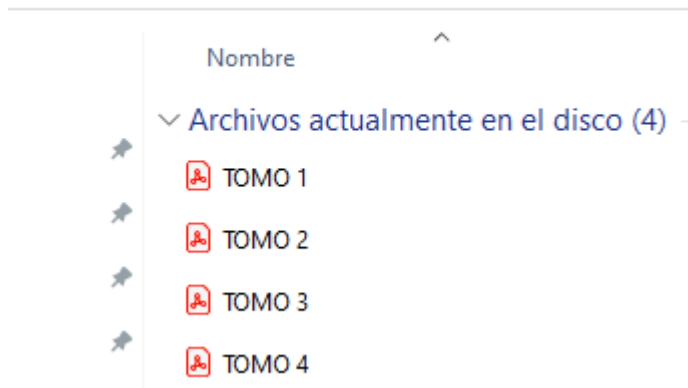 Nombre
Archivos actualmente en el disco (4)
TOMO 1
TOMO 2
TOMO 3
TOMO 4